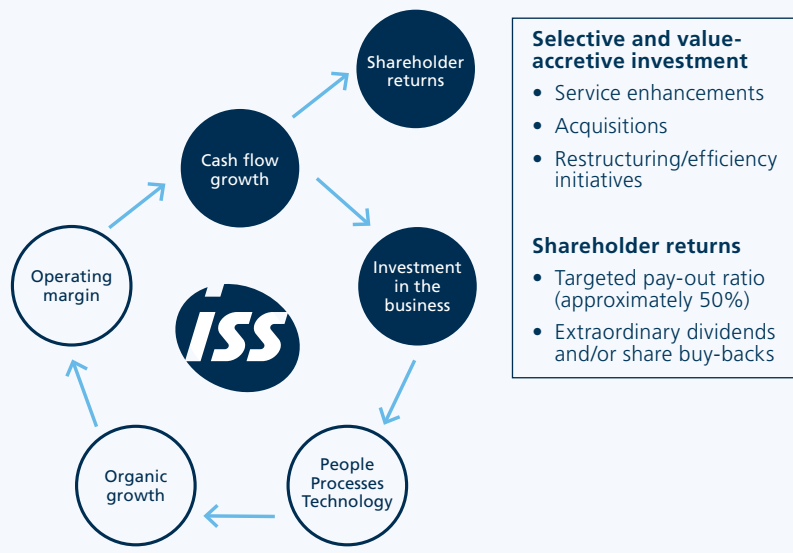 Shareholder
returns
Cash flow
growth
Operating
margin
Investment
in the
business
ISS
Organic
growth
People
Processes
Technology
Selective and value-
accretive investment
• Service enhancements
• Acquisitions
• Restructuring/efficiency
initiatives
Shareholder returns
• Targeted pay-out ratio
(approximately 50%)
• Extraordinary dividends
and/or share buy-backs